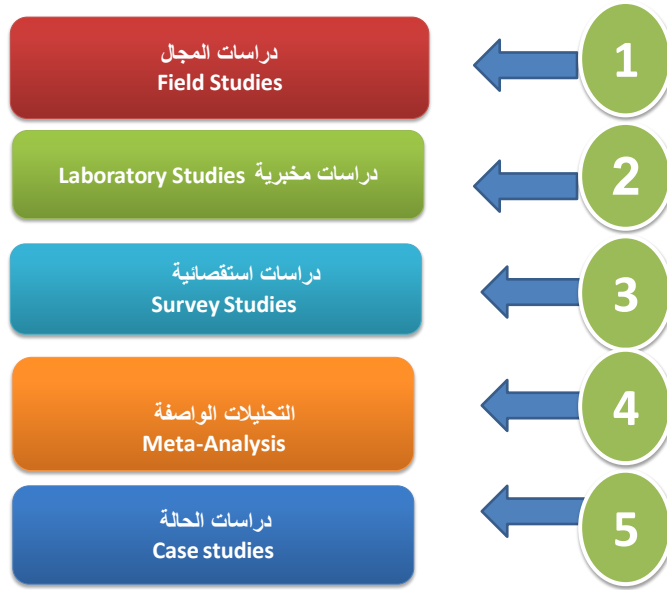 1
دراسات المجال
Field Studies
2
دراسات مخبرية Laboratory Studies
3
دراسات استقصائية
Survey Studies
4
التحليلات الواصفة
Meta-Analysis
5
دراسات الحالة
Case studies